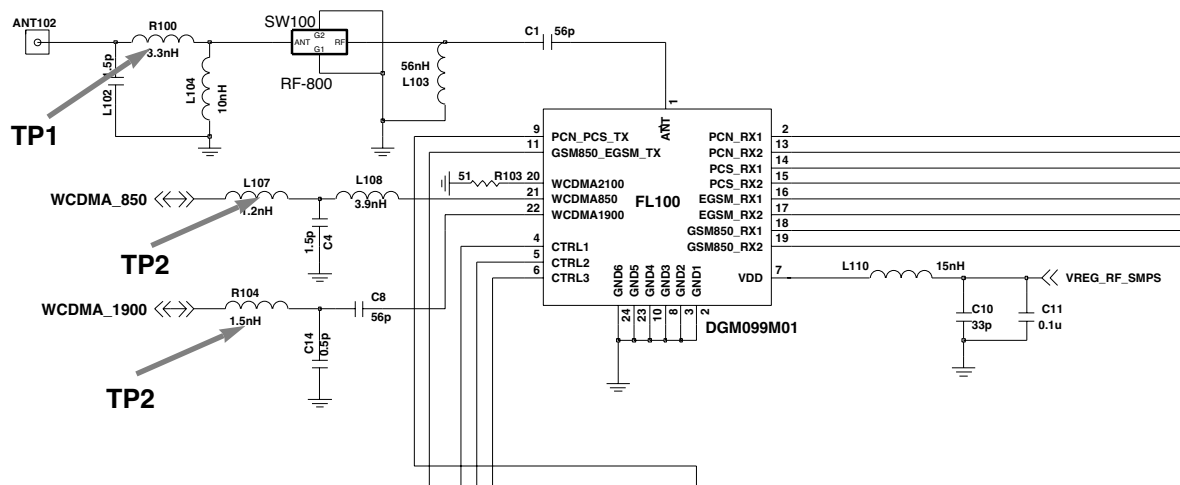 ANT102
R100
3.3nH
SW100
G2
ANT
RF
G1
RF-800
C1
56p
L102
1.5p
L104
10nH
56nH
L103
TP1
1
ANT
9
PCN_PCS_TX
11
GSM850_EGSM_TX
51
R103
20
WCDMA2100
21
WCDMA850
22
WCDMA1900
4
CTRL1
5
CTRL2
6
CTRL3
FL100
PCN_RX1
2
PCN_RX2
13
PCS_RX1
14
PCS_RX2
15
EGSM_RX1
16
EGSM_RX2
17
GSM850_RX1
18
GSM850_RX2
19
VDD
7
GND6
GND5
GND4
GND3
GND2
GND1
24
23
10
8
3
2
DGM099M01
L110
15nH
VREG_RF_SMPS
C10
33p
C11
0.1u
WCDMA_850
L107
1.2nH
L108
3.9nH
1.5p
C4
TP2
WCDMA_1900
R104
1.5nH
C8
56p
C14
0.5p
TP2